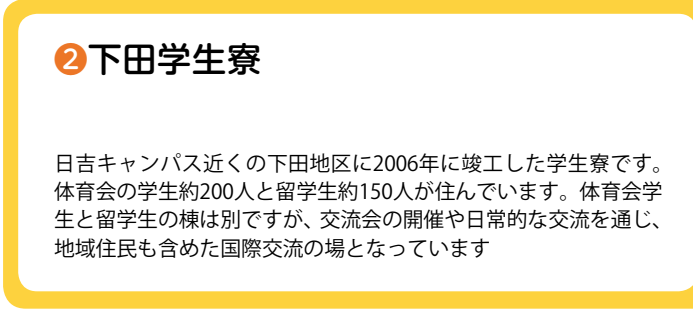 ❷下田学生寮
日吉キャンパス近くの下田地区に2006年に竣工した学生寮です。
体育会の学生約200人と留学生約150人が住んでいます。体育会学
生と留学生の棟は別ですが、交流会の開催や日常的な交流を通じ、
地域住民も含めた国際交流の場となっています